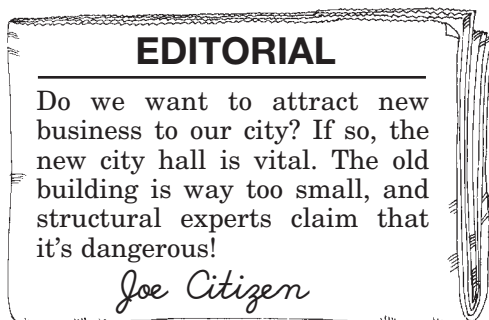 EDITORIAL
Do we want to attract new
business to our city? If so, the
new city hall is vital. The old
building is way too small, and
structural experts claim that
it's dangerous!
Joe Citizen